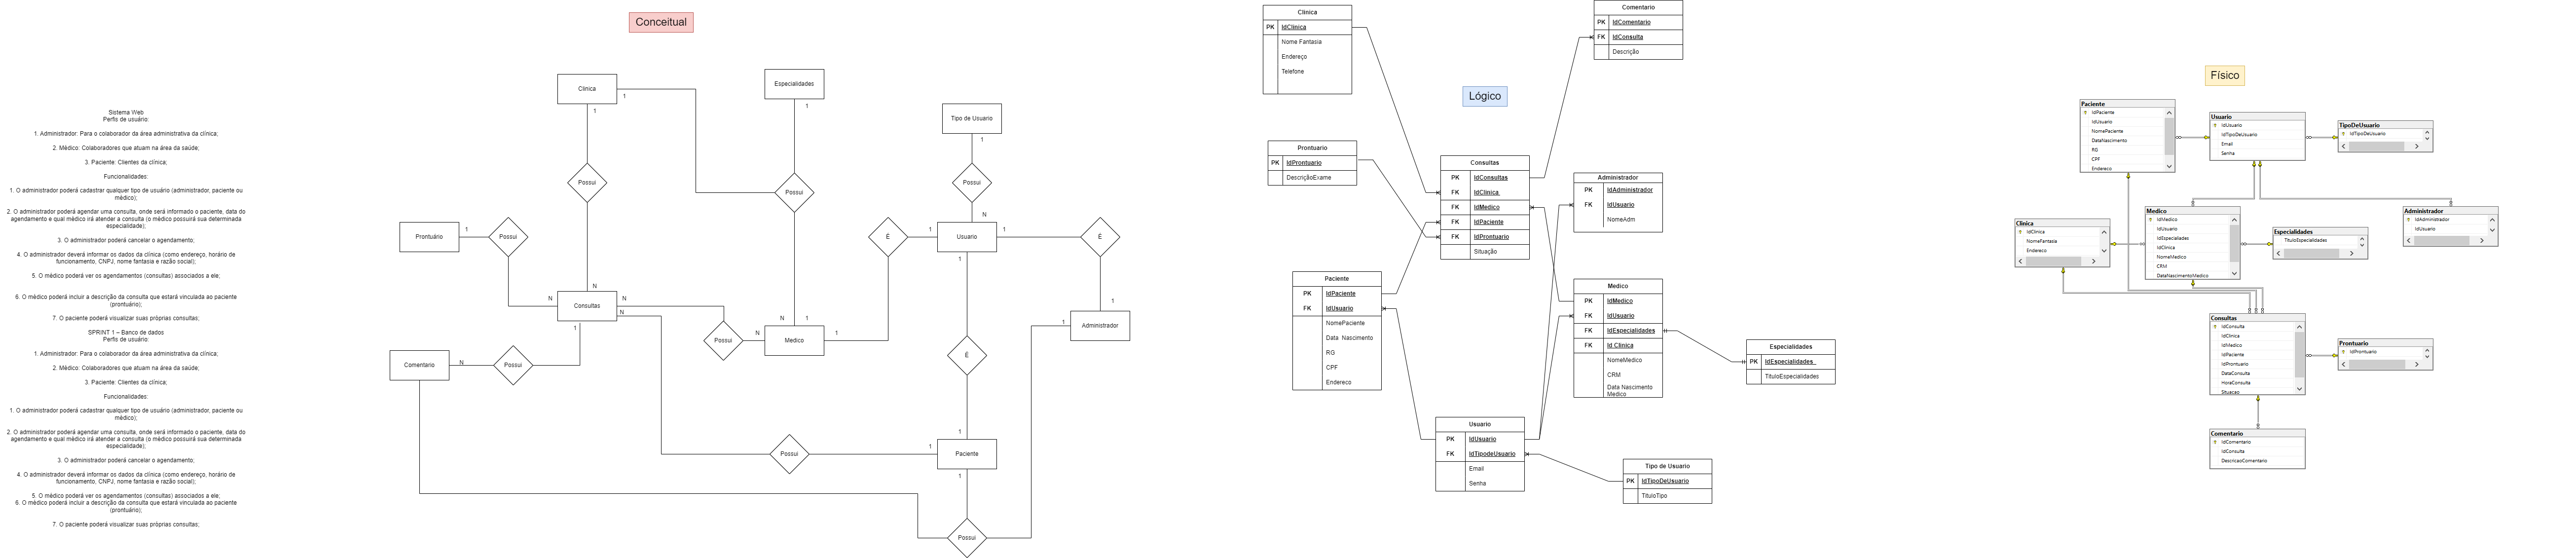 Sistema Web
Perfis de usuário:
1. Administrador: Para o colaborador da área administrativa da clínica;
2. Médico: Colaboradores que atuam na área da saúde;
3. Paciente: Clientes da clínica;
Funcionalidades:
1. O administrador poderá cadastrar qualquer tipo de usuário (administrador, paciente ou
médico);
2. O administrador poderá agendar uma consulta, onde será informado o paciente, data do
agendamento e qual médico irá atender a consulta (o médico possuirá sua determinada
especialidade);
3. O administrador poderá cancelar o agendamento;
4. O administrador deverá informar os dados da clínica (como endereço, horário de
funcionamento, CNPJ, nome fantasia e razão social);
5. O médico poderá ver os agendamentos (consultas) associados a ele;
6. O médico poderá incluir a descrição da consulta que estará vinculada ao paciente
(prontuário);
7. O paciente poderá visualizar suas próprias consultas;
SPRINT 1 – Banco de dados
Perfis de usuário:
1. Administrador: Para o colaborador da área administrativa da clínica;
2. Médico: Colaboradores que atuam na área da saúde;
3. Paciente: Clientes da clínica;
Funcionalidades:
1. O administrador poderá cadastrar qualquer tipo de usuário (administrador, paciente ou
médico);
2. O administrador poderá agendar uma consulta, onde será informado o paciente, data do
agendamento e qual médico irá atender a consulta (o médico possuirá sua determinada
especialidade);
3. O administrador poderá cancelar o agendamento;
4. O administrador deverá informar os dados da clínica (como endereço, horário de
funcionamento, CNPJ, nome fantasia e razão social);
5. O médico poderá ver os agendamentos (consultas) associados a ele;
6. O médico poderá incluir a descrição da consulta que estará vinculada ao paciente
(prontuário);
7. O paciente poderá visualizar suas próprias consultas;
Conceitual
Clinica
1
1
Especialidades
1
Tipo de Usuario
1
Possui
Possui
Possui
N
Prontuário
1
Possui
É
1
Usuario
1
É
1
N
N
Consultas
N
N
1
Possui
N
N
1
Medico
1
1
Administrador
1
Comentario
N
Possui
É
1
Possui
1
Paciente
1
Possui
Lógico
Clinica
PK IdClinica
Nome Fantasia
Endereço
Telefone
Comentario
PK IdComentario
FK IdConsulta
Descrição
Prontuario
PK IdProntuario
DescriçãoExame
Consultas
PK IdConsultas
FK IdClinica
FK IdMedico
FK IdPaciente
FK IdProntuario
Situação
Administrador
PK IdAdministrador
FK IdUsuario
NomeAdm
Paciente
PK IdPaciente
FK IdUsuario
NomePaciente
Data Nascimento
RG
CPF
Endereco
Medico
PK IdMedico
FK IdUsuario
FK IdEspecialidades
FK Id Clinica
NomeMedico
CRM
Data Nascimento
Medico
Especialidades
PK IdEspecialidades
TituloEspecialidades
Usuario
PK IdUsuario
FK IdTipodeUsuario
Email
Senha
Tipo de Usuario
PK IdTipoDeUsuario
TituloTipo
Físico
Paciente
IdPaciente
IdUsuario
NomePaciente
DataNascimento
RG
CPF
Endereco
Usuario
IdUsuario
IdTipoDeUsuario
Email
Senha
TipoDeUsuario
IdTipoDeUsuario
Clinica
IdClinica
NomeFantasia
Endereco
Medico
IdMedico
IdUsuario
IdEspecialiades
IdClinica
NomeMedico
CRM
DataNascimentoMedico
Especialidades
TituloEspecialidades
Administrador
IdAdministrador
IdUsuario
Consultas
IdConsulta
IdClinica
IdMedico
IdPaciente
IdProntuario
DataConsulta
HoraConsulta
Situacao
Prontuario
IdProntuario
Comentario
IdComentario
IdConsulta
DescricaoComentario